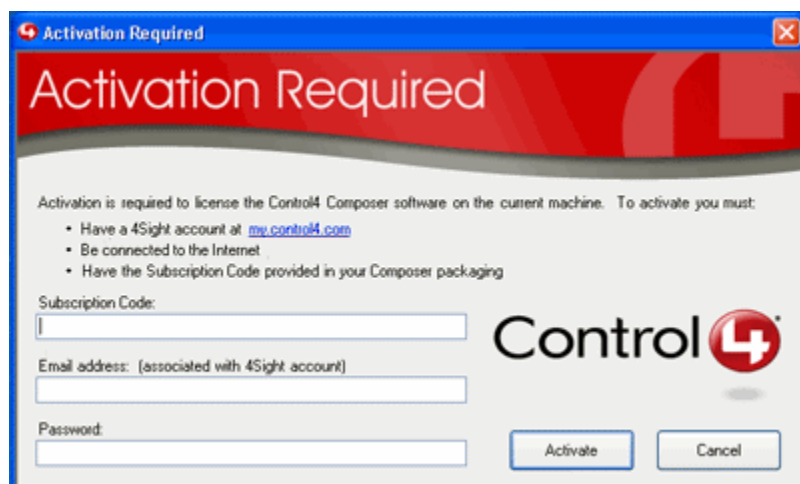 Activation Required
Activation Required
Activation is required to license the Control4 Composer software on the current machine. To activate you must:
• Have a 4Sight account at my.control4.com
• Be connected to the Internet
• Have the Subscription Code provided in your Composer packaging
Subscription Code:
Control4
Email address: (associated with 4Sight account)
Password:
Activate
Cancel